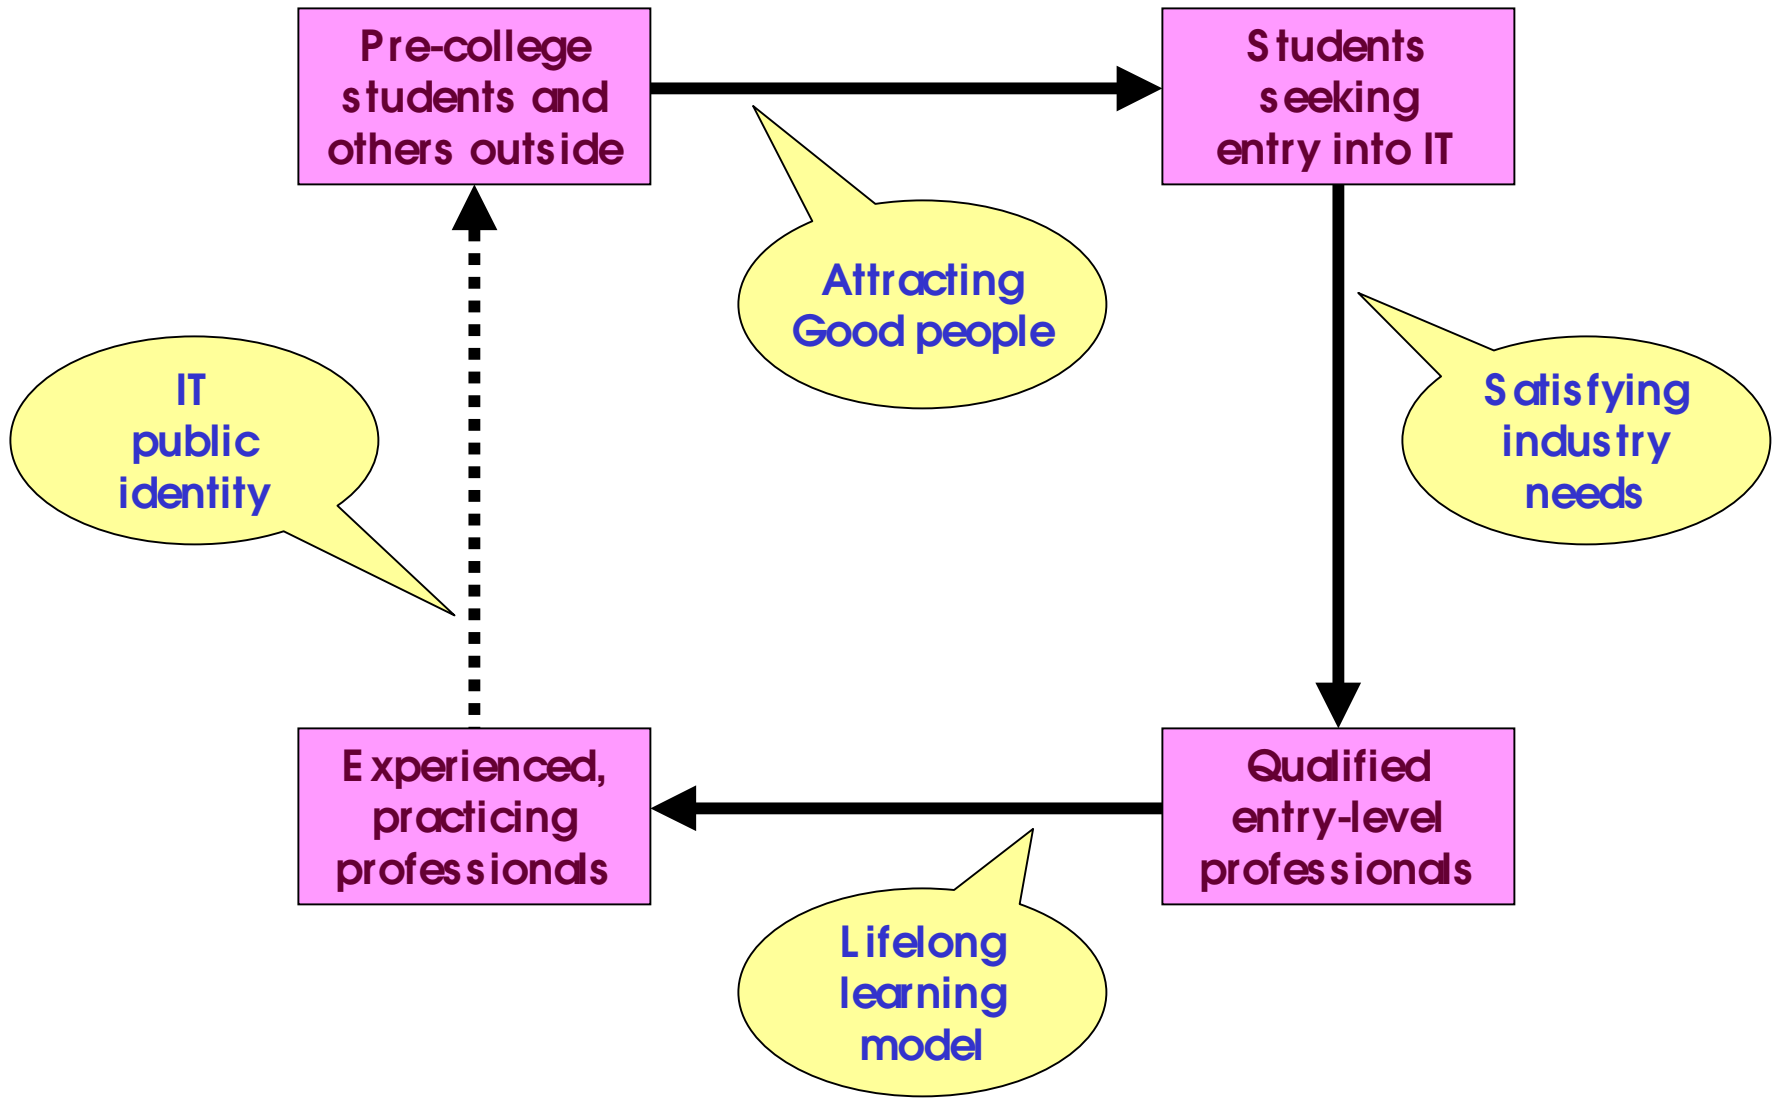 Pre-college
students and
others outside
Students
seeking
entry into IT
Attracting
Good people
IT
public
identity
Satisfying
industry
needs
Experienced,
practicing
professionals
Qualified
entry-level
professionals
Lifelong
learning
model